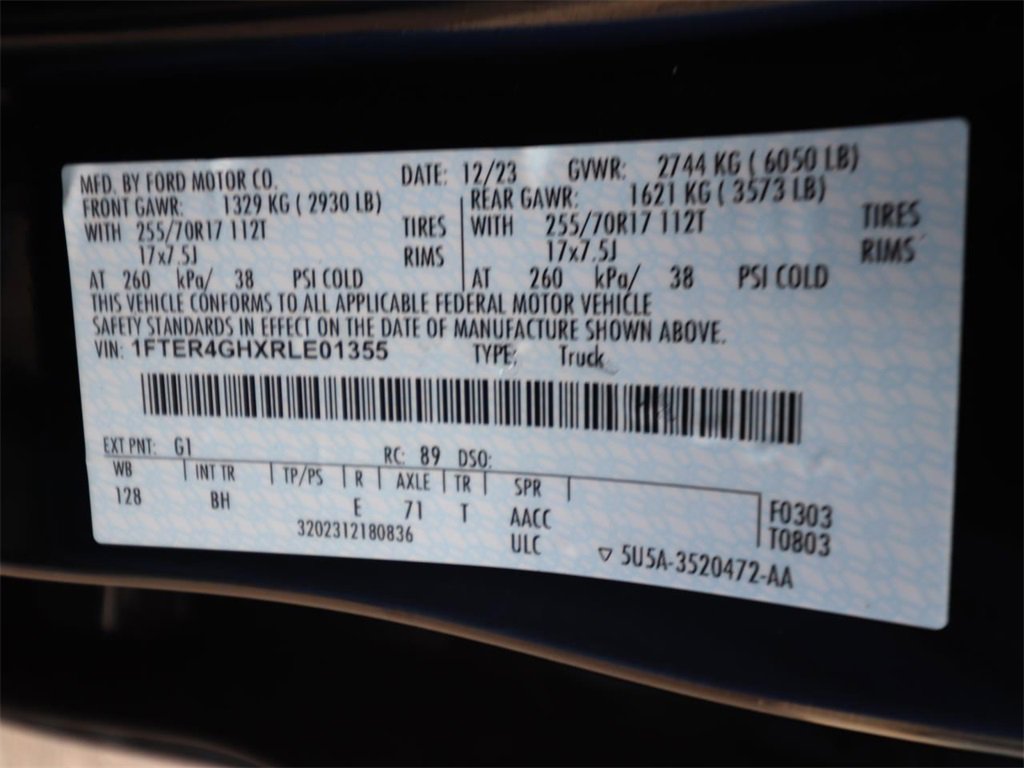 MFD. BY FORD MOTOR CO. DATE: 12/23 GVWR: 2744 KG ( 6050 LB)
FRONT GAWR: 1329 KG ( 2930 LB) REAR GAWR: 1621 KG ( 3573 LB)
WITH 255/70R17 112T TIRES WITH 255/70R17 112T TIRES
17x7.5J RIMS 17x7.5J RIMS
AT 260 kPa/ 38 PSI COLD AT 260 kPa/ 38 PSI COLD
THIS VEHICLE CONFORMS TO ALL APPLICABLE FEDERAL MOTOR VEHICLE
SAFETY STANDARDS IN EFFECT ON THE DATE OF MANUFACTURE SHOWN ABOVE.
VIN: 1FTER4GHXRLE01355 TYPE: Truck
EXT PNT: G1 RC: 89 DSO:
WB INT TR TP/PS R AXLE TR SPR
128 BH E 71 T AACC F0303
3202312180836 ULC T0803
▽ 5U5A-3520472-AA